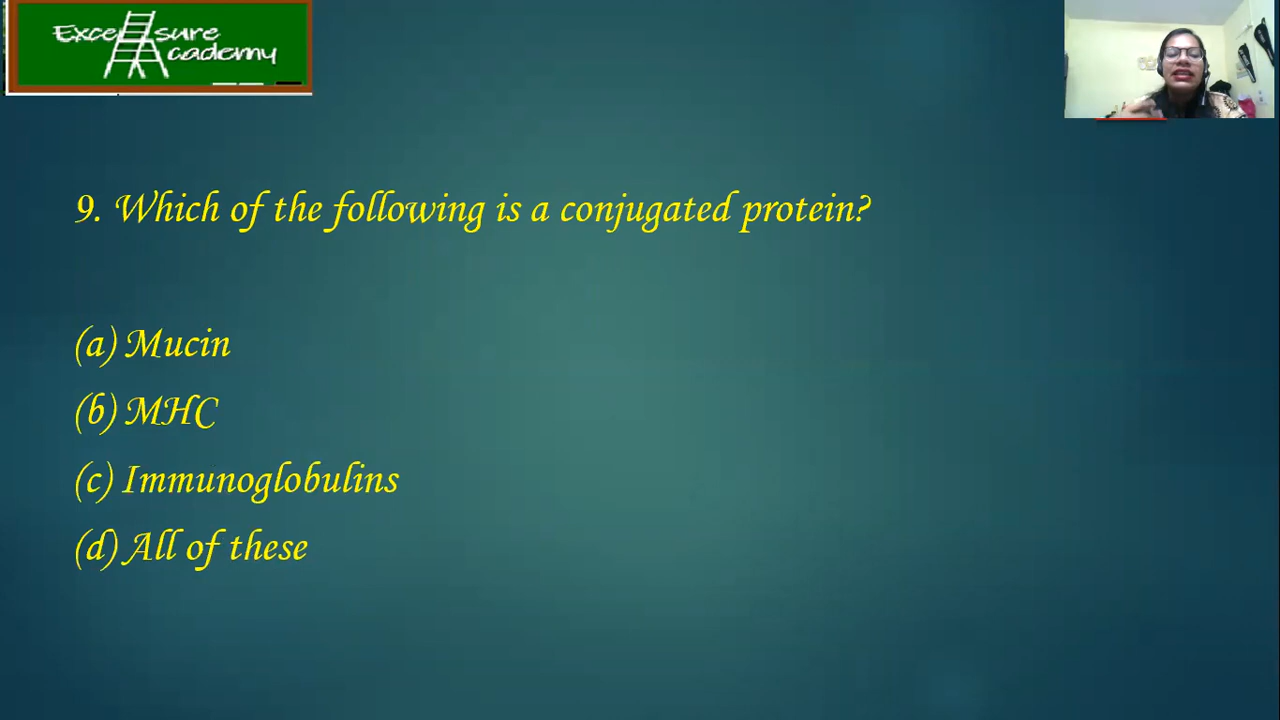 Excel sure
Academy
9. Which of the following is a conjugated protein?
(a) Mucin
(b) MHC
(c) Immunoglobulins
(d) All of these